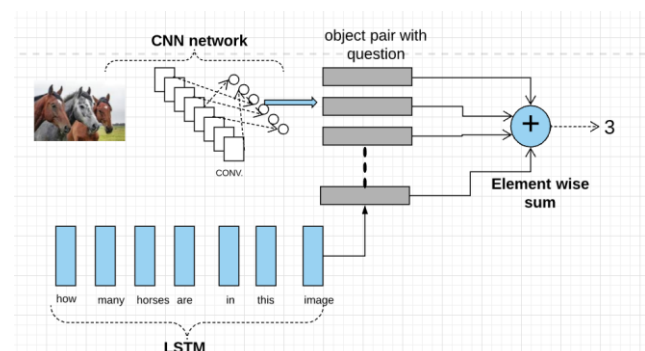 CNN network
object pair with
question
CONV.
+
3
Element wise
sum
how many horses are in this image
LSTM